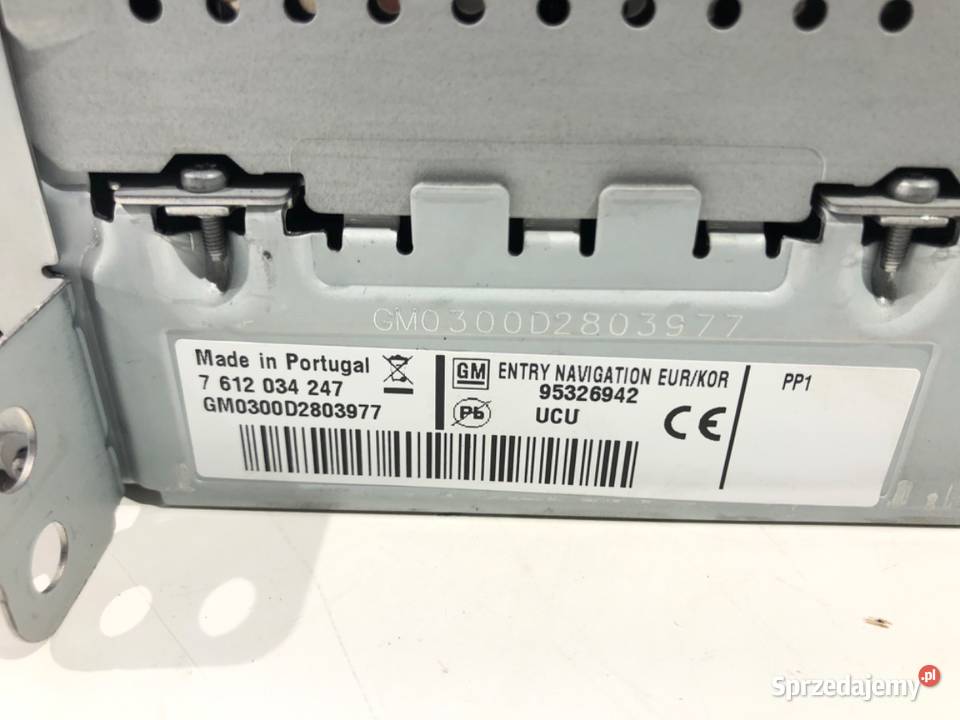 GM0300D2803977
Made in Portugal
7 612 034 247
GM0300D2803977
GM ENTRY NAVIGATION EUR/KOR
95326942
Pb UCU
CE
PP1
Sprzedajemy.pl